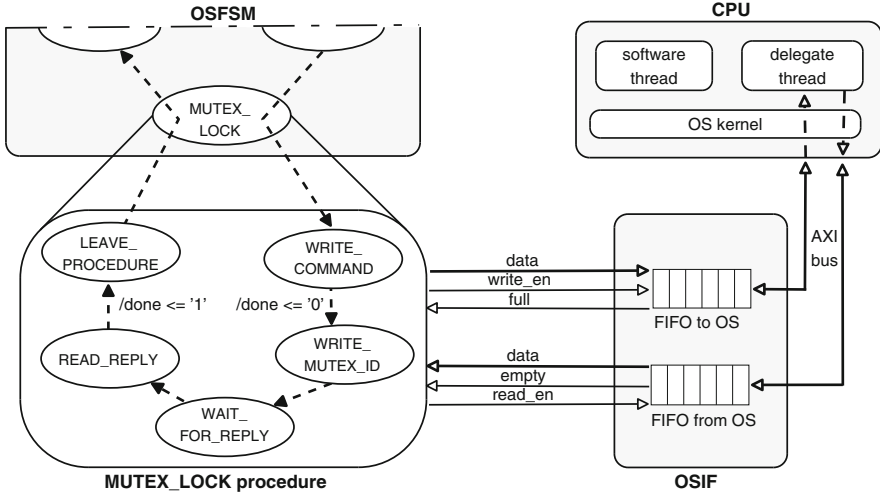 OSFSM
MUTEX_
LOCK
LEAVE_
PROCEDURE
WRITE_
COMMAND
/done <= '1'
/done <= '0'
READ_REPLY
WRITE_
MUTEX_ID
WAIT_
FOR_REPLY
MUTEX_LOCK procedure
data
write_en
full
data
empty
read_en
CPU
software
thread
delegate
thread
OS kernel
AXI
bus
FIFO to OS
FIFO from OS
OSIF